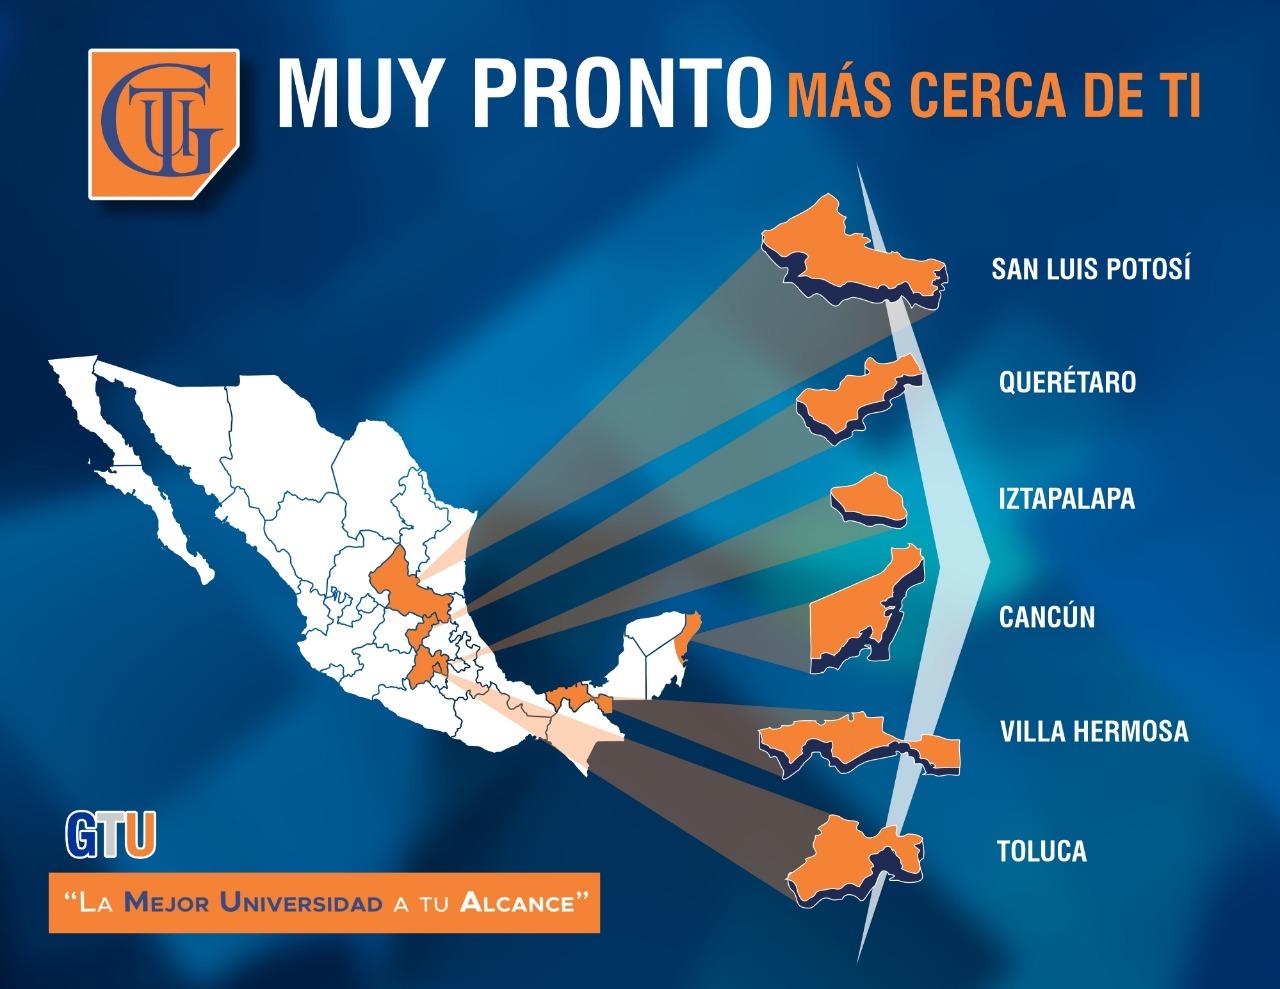 GTU
MUY PRONTO MÁS CERCA DE TI
SAN LUIS POTOSÍ
QUERÉTARO
IZTAPALAPA
CANCÚN
VILLA HERMOSA
TOLUCA
GTU
“La Mejor Universidad a tu Alcance”